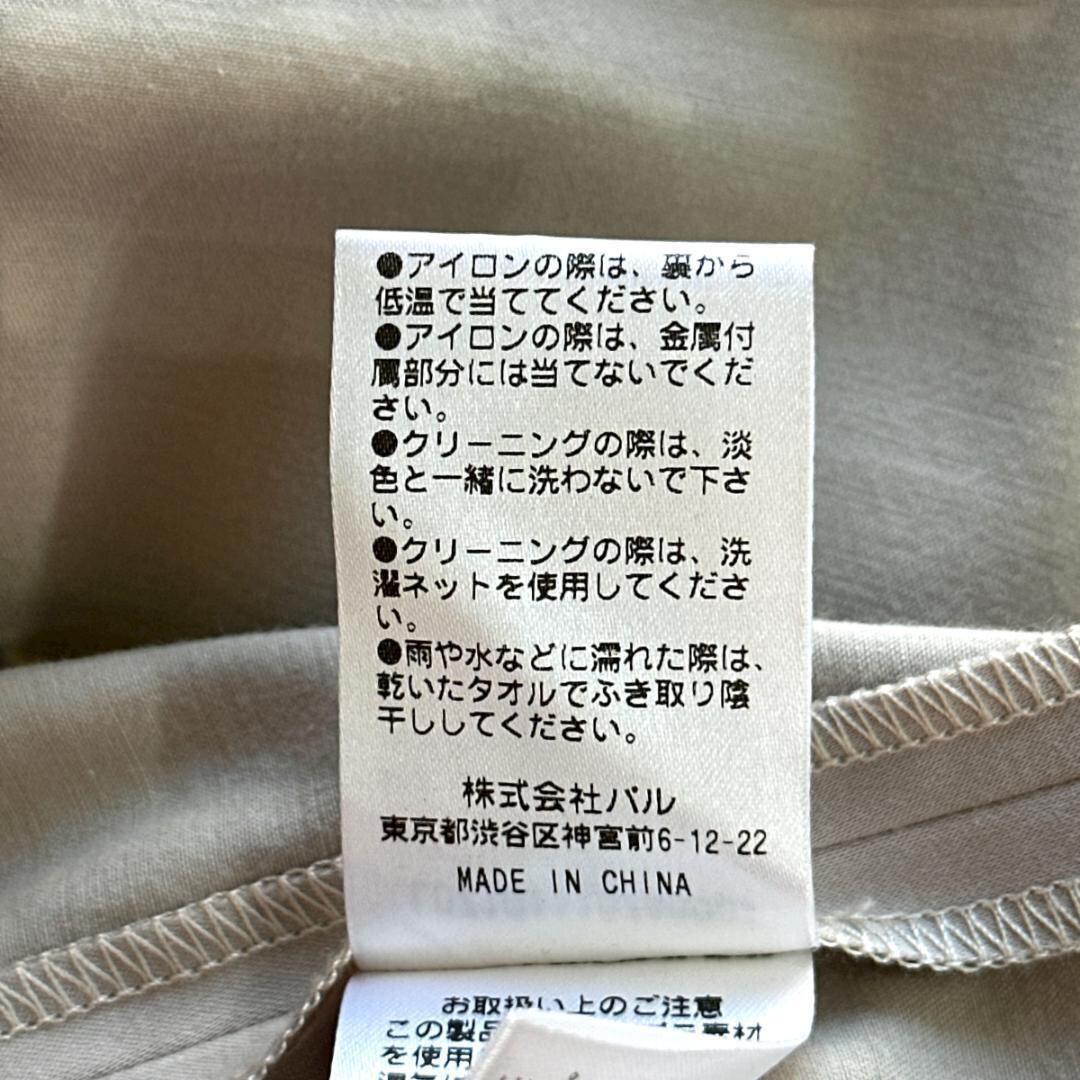 ●アイロンの際は、裏から
低温で当ててください。
●アイロンの際は、金属付
属部分には当てないでくだ
さい。
●クリーニングの際は、淡
色と一緒に洗わないで下さ
い。
●クリーニングの際は、洗
濯ネットを使用してくださ
い。
●雨や水などに濡れた際は、
乾いたタオルでふき取り陰
干ししてください。
株式会社パル
東京都渋谷区神宮前6-12-22
MADE IN CHINA
お取扱い上のご注意
この製品
素材
を使用